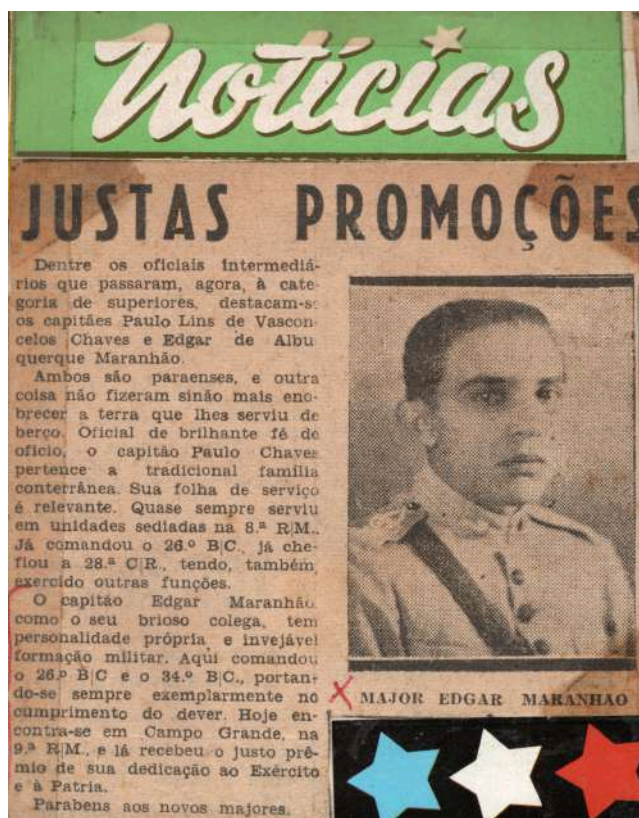 Notícias
JUSTAS PROMOÇÕES
Dentre os oficiais intermediá-
rios que passaram, agora, à cate-
goria de superiores, destacam-se
os capitães Paulo Lins de Vascon-
celos Chaves e Edgar de Albu
querque Maranhão.
Ambos são paraenses, e outra
coisa não fizeram sinão mais eno-
brecer a terra que lhes serviu de
berço. Oficial de brilhante fé de
oficio, o capitão Paulo Chaves
pertence a tradicional família
conterrânea. Sua folha de serviço
é relevante. Quase sempre serviu
em unidades sediadas na 8.ª R|M..
Já comandou o 26.º B|C., já che-
fiou a 28.ª C|R., tendo, também
exercido outras funções.
O capitão Edgar Maranhão.
como o seu brioso colega, tem
personalidade própria e invejável
formação militar. Aqui comandou
o 26.º B|C e o 34.º B|C., portan-
do-se sempre exemplarmente no
cumprimento do dever. Hoje en-
contra-se em Campo Grande, na
9.ª R|M., e lá recebeu o justo prê-
mio de sua dedicação ao Exército
e à Patria.
Parabens aos novos majores.
MAJOR EDGAR MARANHAO